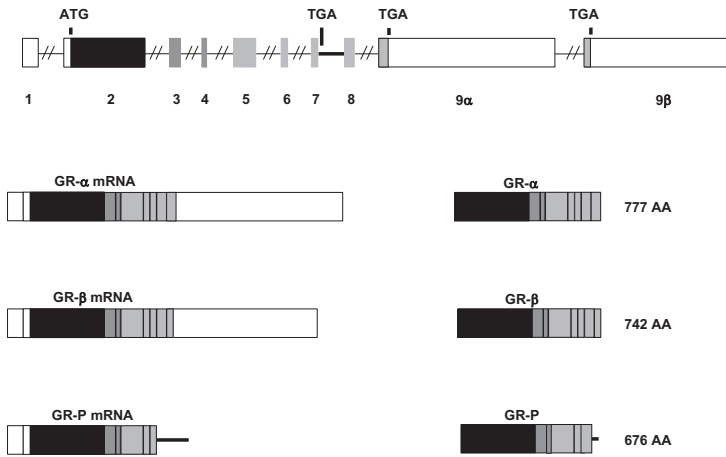 ATG TGA TGA TGA
1 2 3 4 5 6 7 8 9α 9β
GR-α mRNA GR-α
777 AA
GR-β mRNA GR-β
742 AA
GR-P mRNA GR-P
676 AA